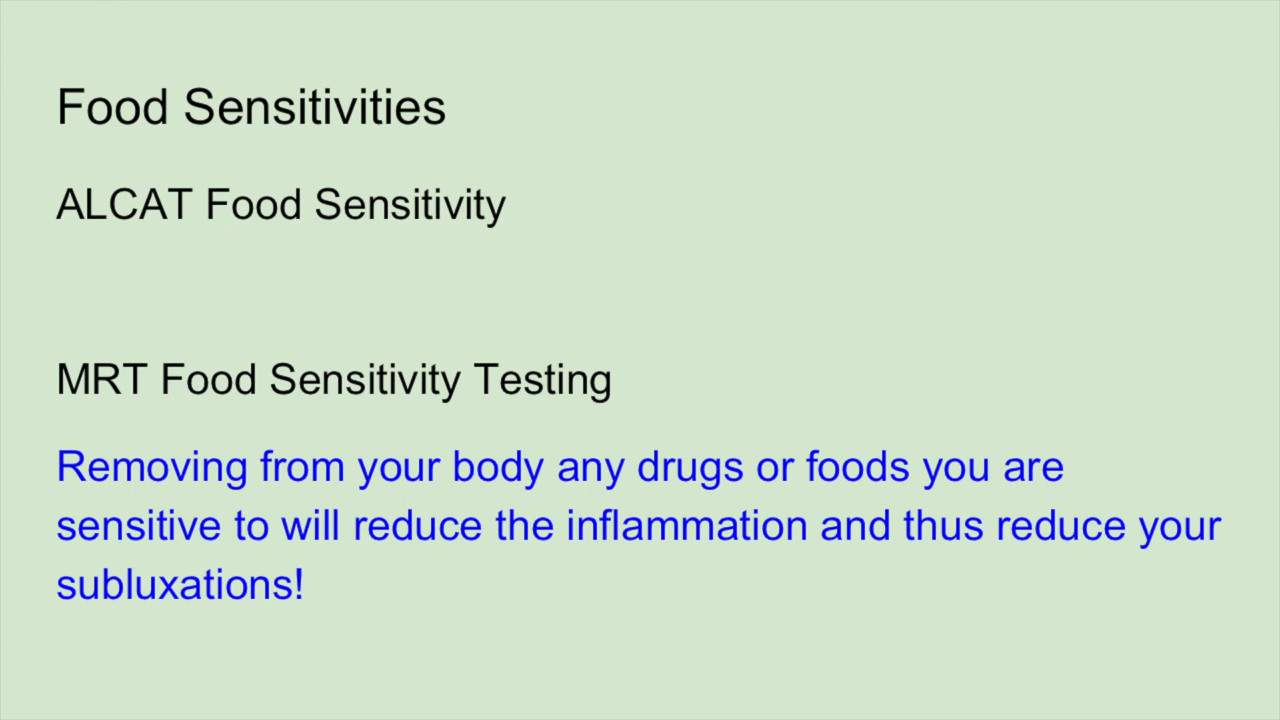 Food Sensitivities
ALCAT Food Sensitivity
MRT Food Sensitivity Testing
Removing from your body any drugs or foods you are
sensitive to will reduce the inflammation and thus reduce your
subluxations!